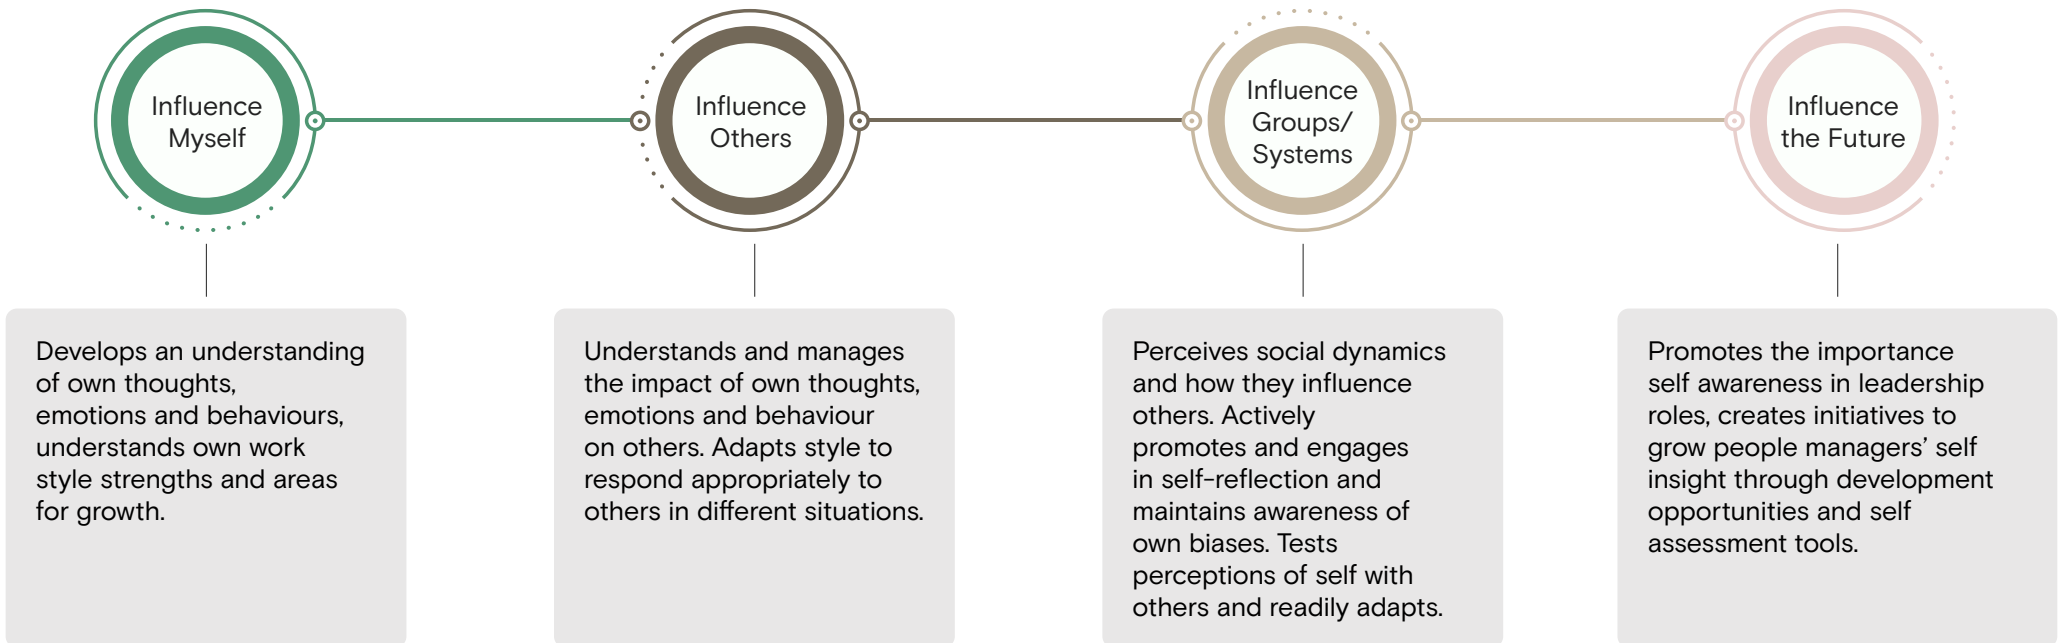 Influence
Myself
Influence
Others
Influence
Groups/
Systems
Influence
the Future
Develops an understanding
of own thoughts,
emotions and behaviours,
understands own work
style strengths and areas
for growth.
Understands and manages
the impact of own thoughts,
emotions and behaviour
on others. Adapts style to
respond appropriately to
others in different situations.
Perceives social dynamics
and how they influence
others. Actively
promotes and engages
in self-reflection and
maintains awareness of
own biases. Tests
perceptions of self with
others and readily adapts.
Promotes the importance
self awareness in leadership
roles, creates initiatives to
grow people managers’ self
insight through development
opportunities and self
assessment tools.